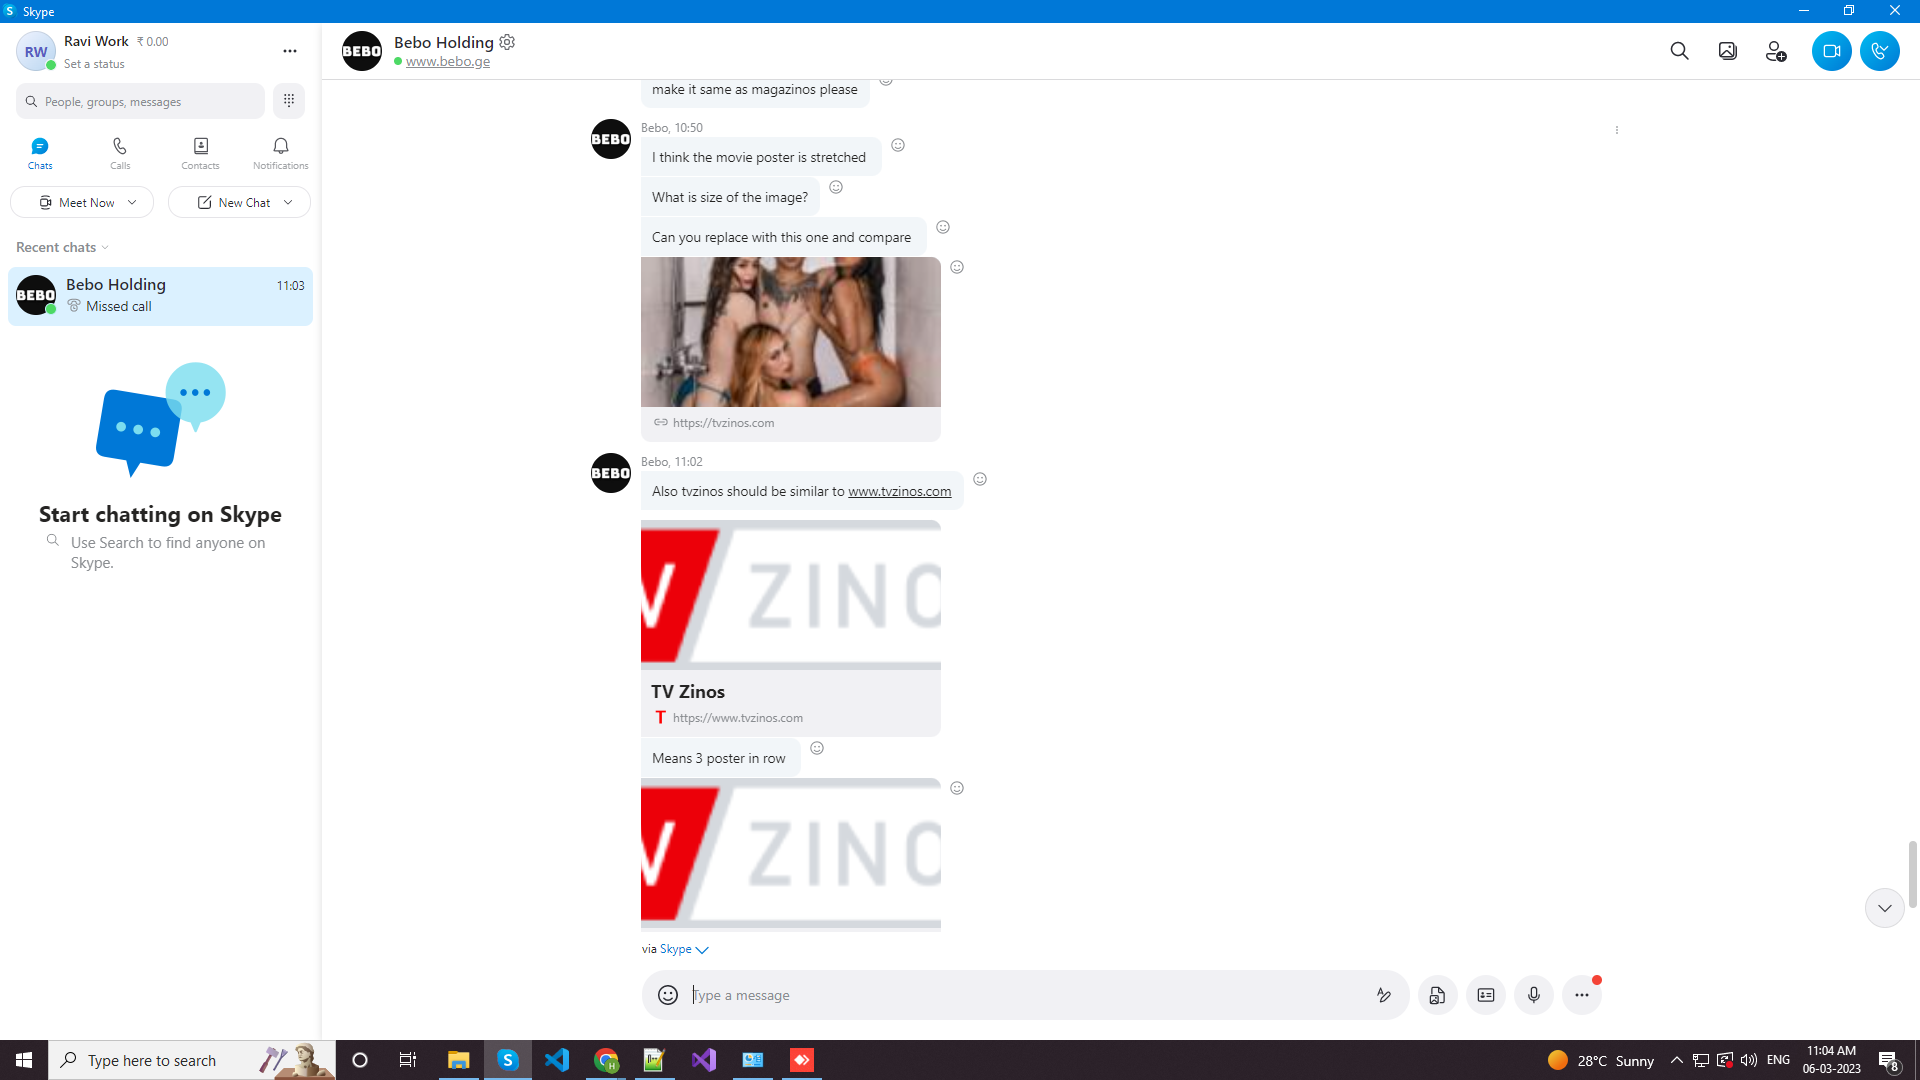 Skype
RW
Ravi Work ₹ 0.00
Set a status
People, groups, messages
Chats
Calls
Contacts
Notifications
Meet Now
New Chat
Recent chats
BEBO
Bebo Holding
11:03
Missed call
Start chatting on Skype
Use Search to find anyone on
Skype.
BEBO
Bebo Holding
www.bebo.ge
make it same as magazinos please
BEBO
Bebo, 10:50
I think the movie poster is stretched
What is size of the image?
Can you replace with this one and compare
https://tvzinos.com
BEBO
Bebo, 11:02
Also tvzinos should be similar to www.tvzinos.com
V ZINO
TV Zinos
T https://www.tvzinos.com
Means 3 poster in row
V ZINO
via Skype
Type a message
Type here to search
28°C Sunny
ENG
11:04 AM
06-03-2023
8